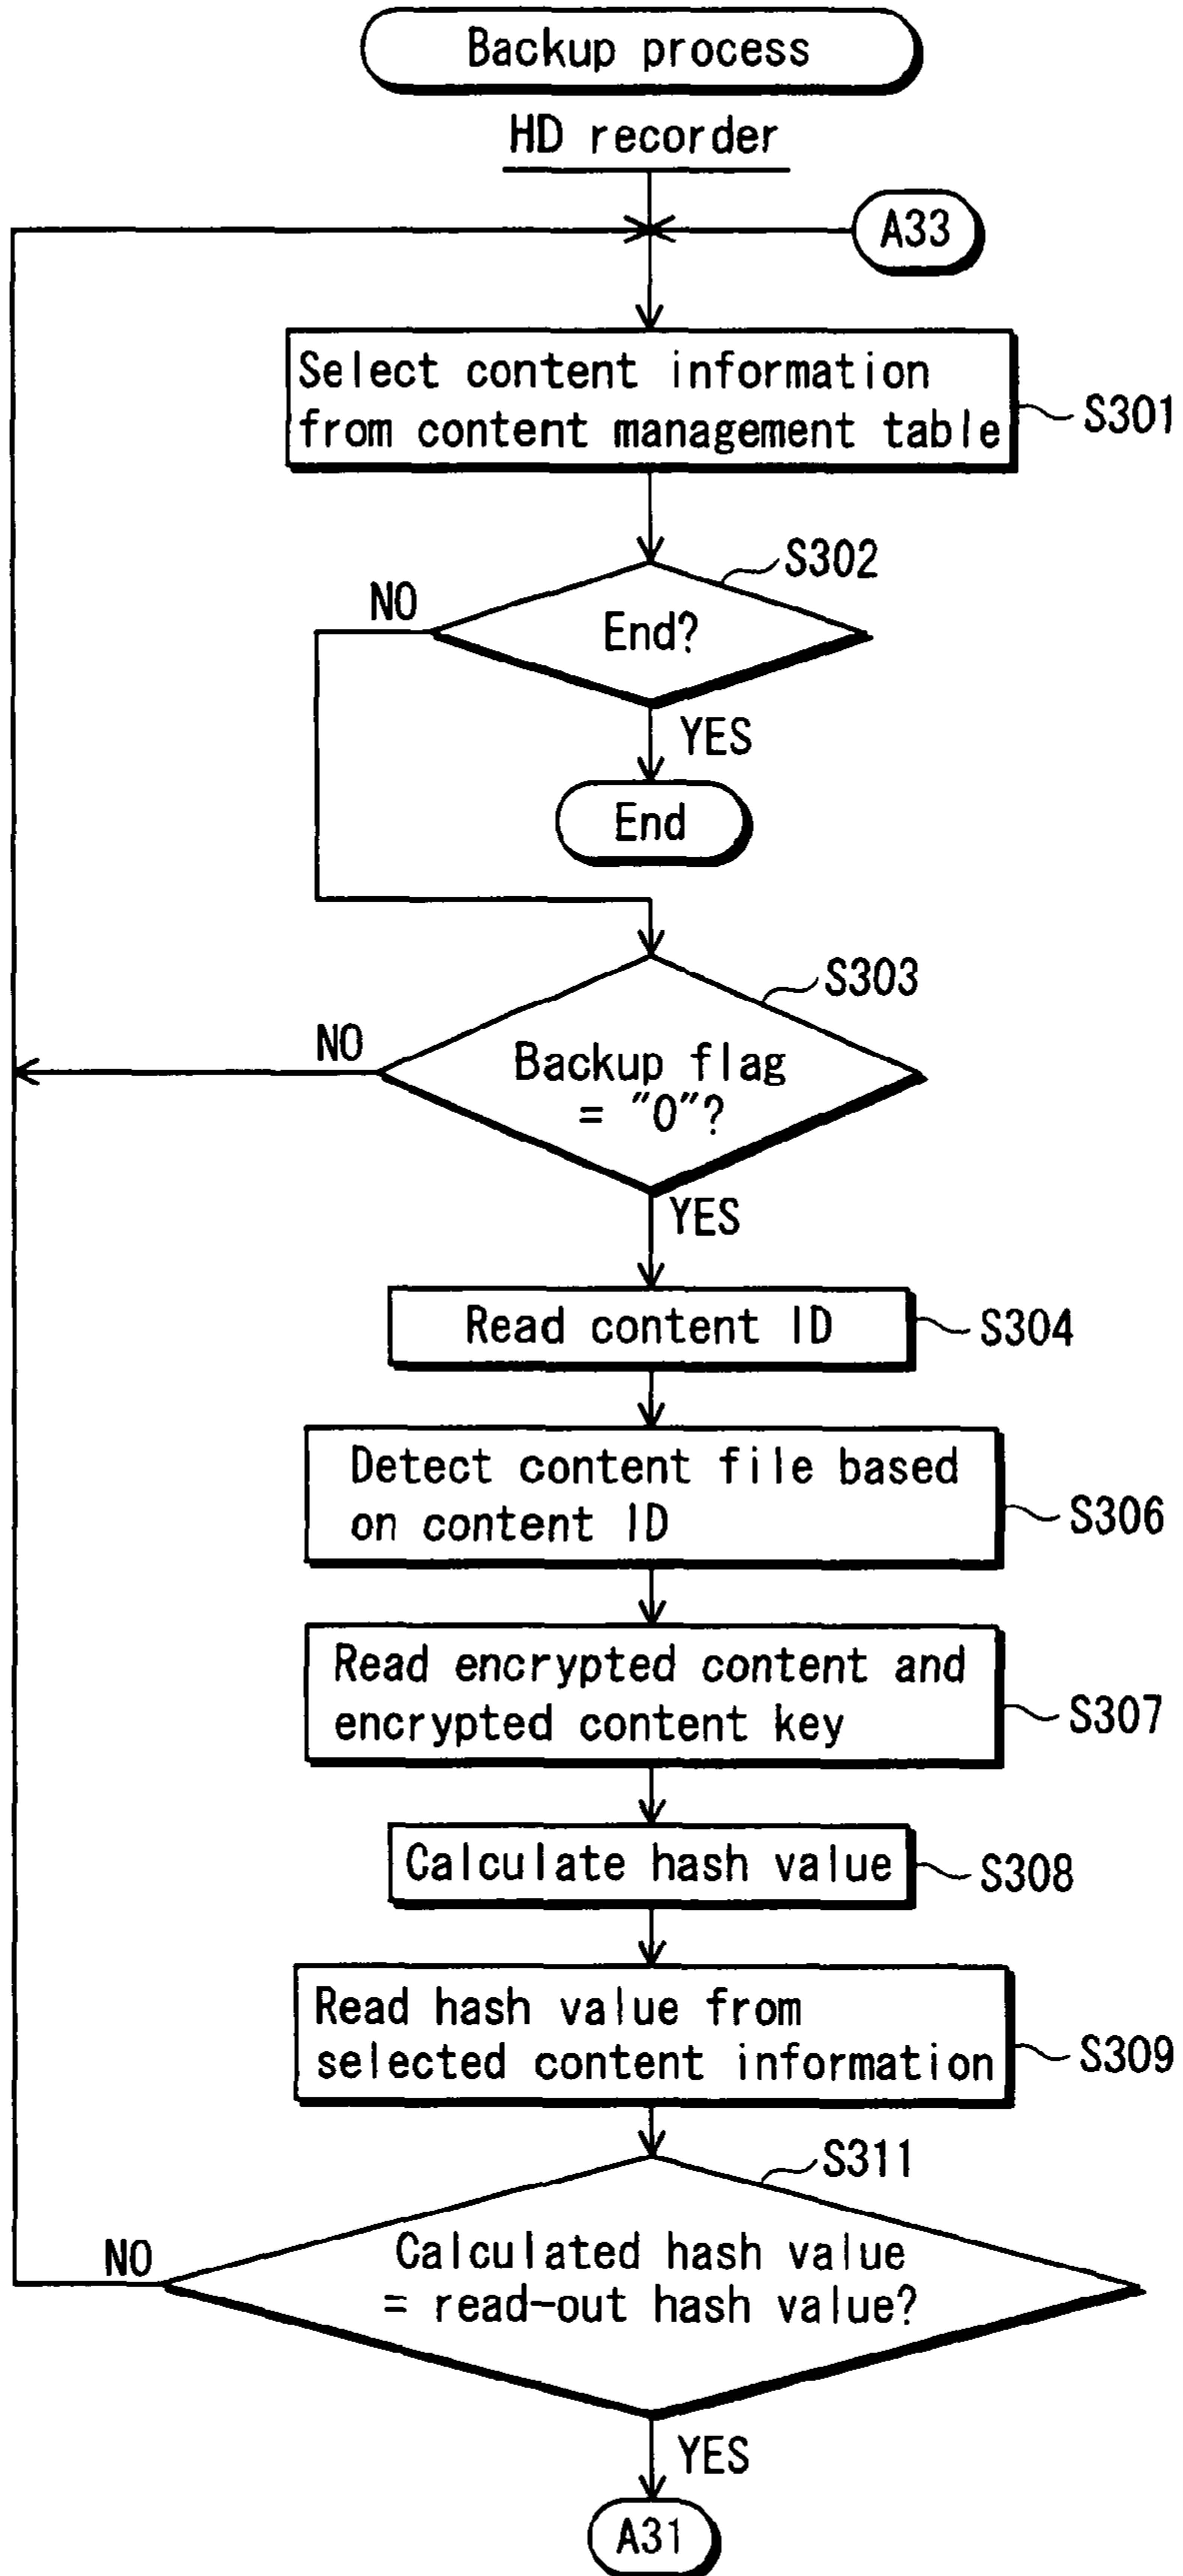 Backup process
HD recorder
A33
Select content information
from content management table
S301
S302
NO
End?
YES
End
S303
NO
Backup flag
= "0"?
YES
Read content ID
S304
Detect content file based
on content ID
S306
Read encrypted content and
encrypted content key
S307
Calculate hash value
S308
Read hash value from
selected content information
S309
S311
NO
Calculated hash value
= read-out hash value?
YES
A31